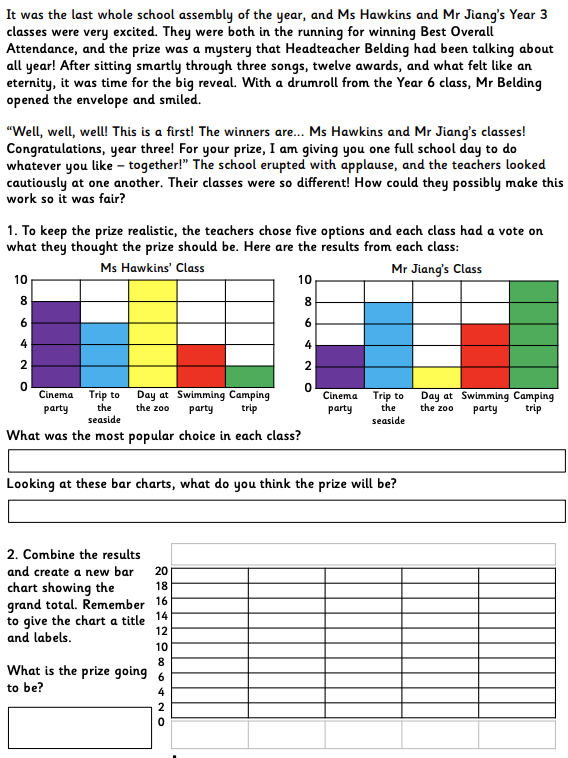 It was the last whole school assembly of the year, and Ms Hawkins and Mr Jiang's Year 3
classes were very excited. They were both in the running for winning Best Overall
Attendance, and the prize was a mystery that Headteacher Belding had been talking about
all year! After sitting smartly through three songs, twelve awards, and what felt like an
eternity, it was time for the big reveal. With a drumroll from the Year 6 class, Mr Belding
opened the envelope and smiled.
"Well, well, well! This is a first! The winners are... Ms Hawkins and Mr Jiang's classes!
Congratulations, year three! For your prize, I am giving you one full school day to do
whatever you like – together!" The school erupted with applause, and the teachers looked
cautiously at one another. Their classes were so different! How could they possibly make this
work so it was fair?
1. To keep the prize realistic, the teachers chose five options and each class had a vote on
what they thought the prize should be. Here are the results from each class:
Ms Hawkins' Class
10
8
6
4
2
0
Cinema party
Trip to the seaside
Day at the zoo
Swimming party
Camping trip
Mr Jiang's Class
10
8
6
4
2
0
Cinema party
Trip to the seaside
Day at the zoo
Swimming party
Camping trip
What was the most popular choice in each class?
Looking at these bar charts, what do you think the prize will be?
2. Combine the results
and create a new bar
chart showing the
grand total. Remember
to give the chart a title
and labels.
What is the prize going
to be?
20
18
16
14
12
10
8
6
4
2
0